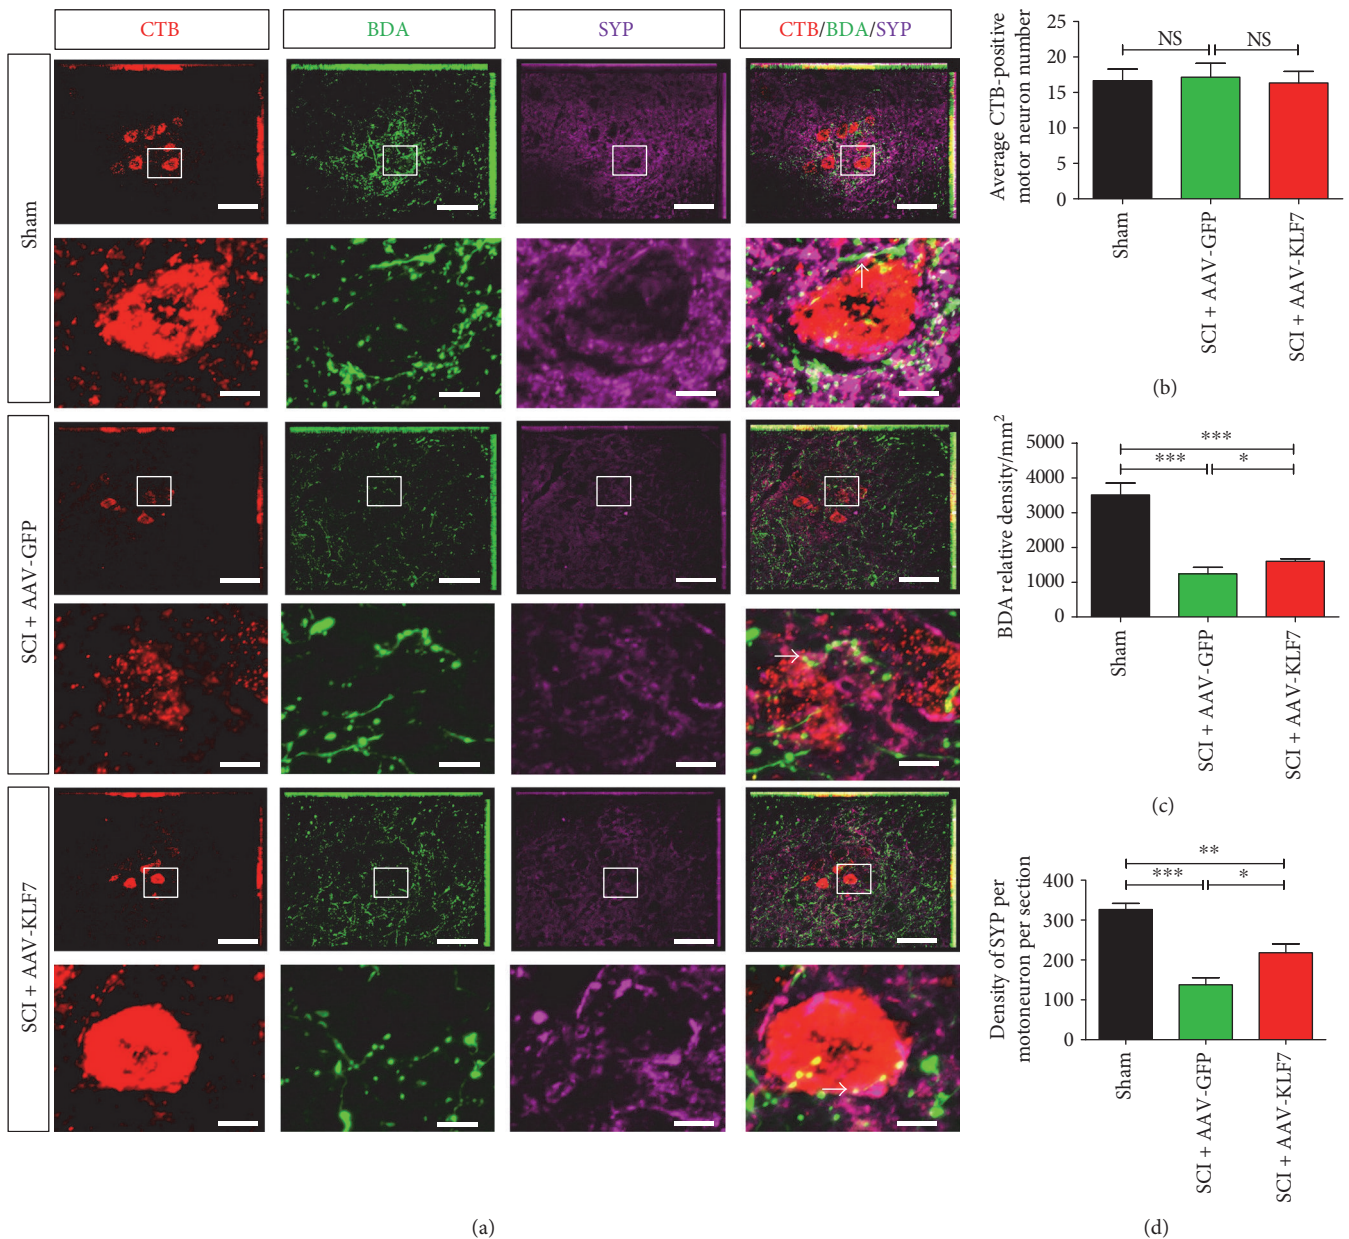 CTB
BDA
SYP
CTB/BDA/SYP
Sham
SCI + AAV-GFP
SCI + AAV-KLF7
(a)
Average CTB-positive
motor neuron number
25
20
15
10
5
0
NS
NS
Sham
SCI + AAV-GFP
SCI + AAV-KLF7
(b)
BDA relative density/mm²
5000
4000
3000
2000
1000
0
***
***
*
Sham
SCI + AAV-GFP
SCI + AAV-KLF7
(c)
Density of SYP per
motoneuron per section
400
300
200
100
0
**
***
*
Sham
SCI + AAV-GFP
SCI + AAV-KLF7
(d)